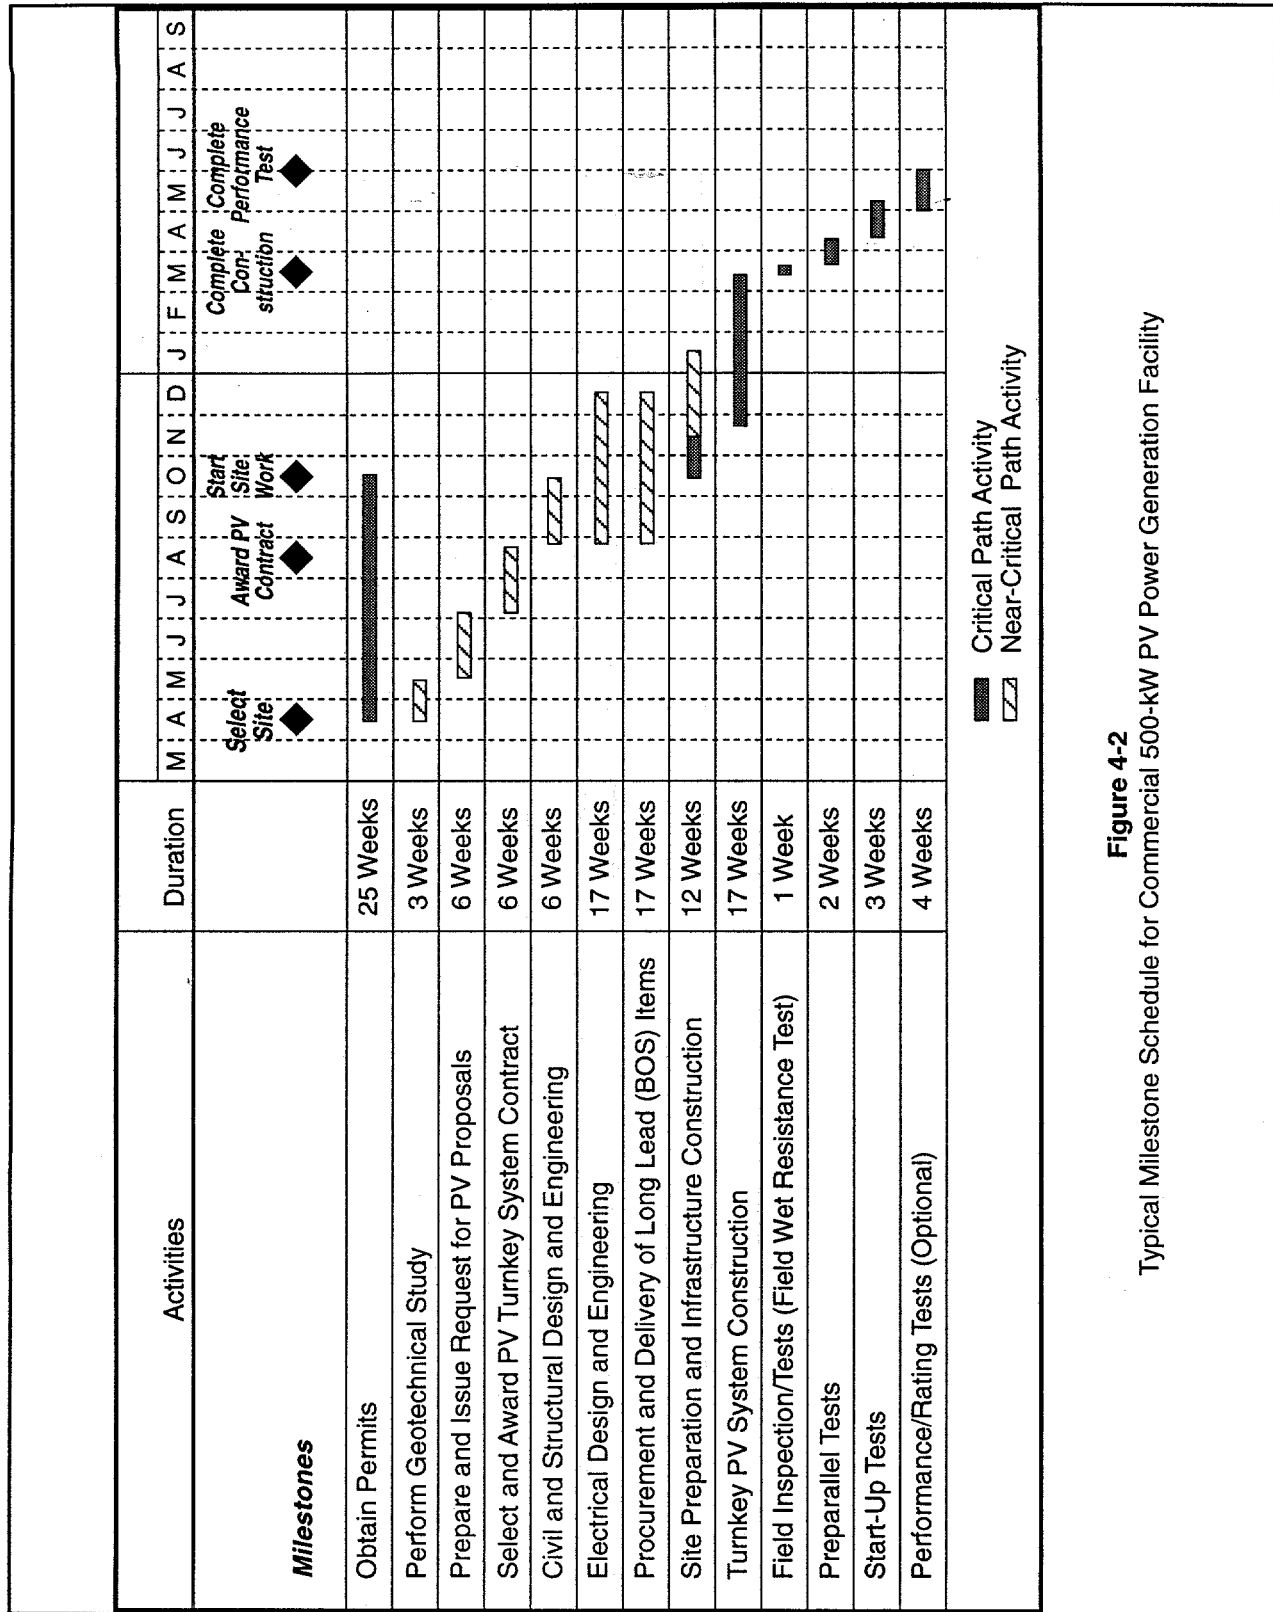 Activities Duration M A M J J A S O N D J F M A M J J A S
Milestones
Select
Site
Award PV
Contract
Start
Site
Work
Complete
Con-
struction
Complete
Performance
Test
Obtain Permits 25 Weeks
Perform Geotechnical Study 3 Weeks
Prepare and Issue Request for PV Proposals 6 Weeks
Select and Award PV Turnkey System Contract 6 Weeks
Civil and Structural Design and Engineering 6 Weeks
Electrical Design and Engineering 17 Weeks
Procurement and Delivery of Long Lead (BOS) Items 17 Weeks
Site Preparation and Infrastructure Construction 12 Weeks
Turnkey PV System Construction 17 Weeks
Field Inspection/Tests (Field Wet Resistance Test) 1 Week
Preparallel Tests 2 Weeks
Start-Up Tests 3 Weeks
Performance/Rating Tests (Optional) 4 Weeks
Critical Path Activity
Near-Critical Path Activity
Figure 4-2
Typical Milestone Schedule for Commercial 500-kW PV Power Generation Facility